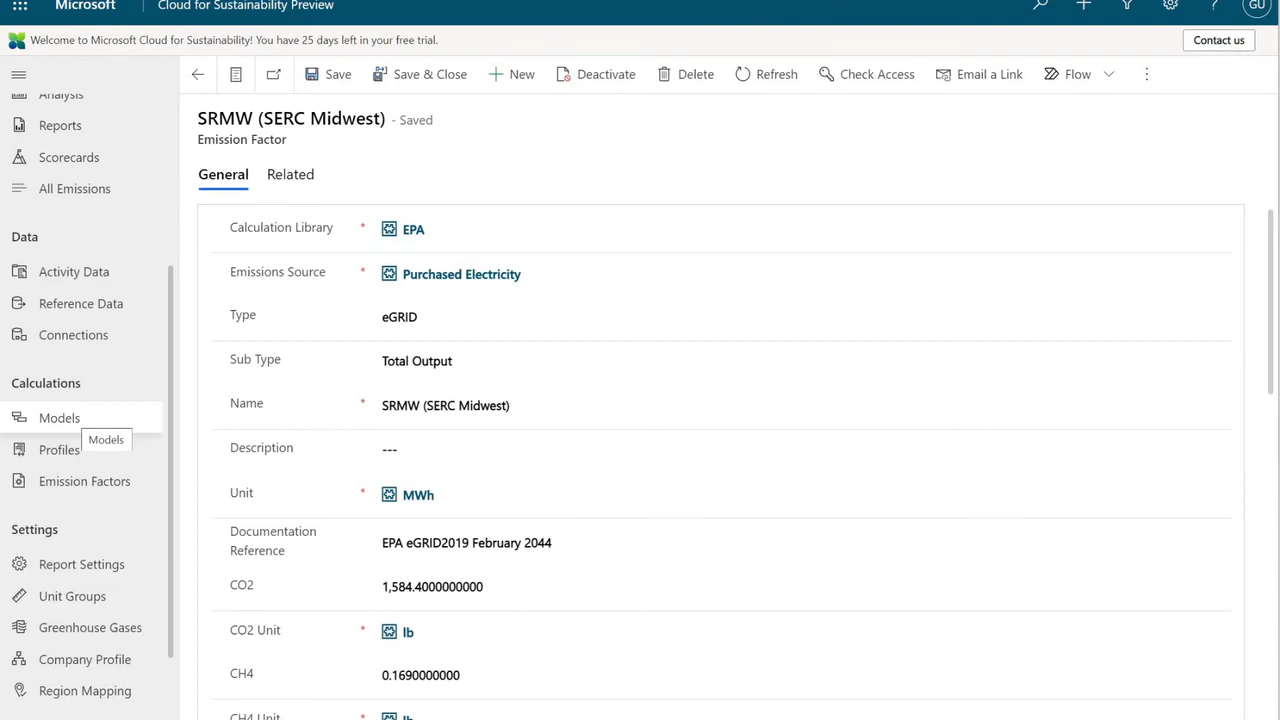 Microsoft Cloud for Sustainability Preview GU
Welcome to Microsoft Cloud for Sustainability! You have 25 days left in your free trial. Contact us
Save Save & Close New Deactivate Delete Refresh Check Access Email a Link Flow
Analysis
Reports
Scorecards
All Emissions
Data
Activity Data
Reference Data
Connections
Calculations
Models
Models
Profiles
Emission Factors
Settings
Report Settings
Unit Groups
Greenhouse Gases
Company Profile
Region Mapping
SRMW (SERC Midwest) - Saved
Emission Factor
General Related
Calculation Library * EPA
Emissions Source * Purchased Electricity
Type eGRID
Sub Type Total Output
Name * SRMW (SERC Midwest)
Description ---
Unit * MWh
Documentation
Reference EPA eGRID2019 February 2044
CO2 1,584.4000000000
CO2 Unit * lb
CH4 0.1690000000
CH4 Unit * lb